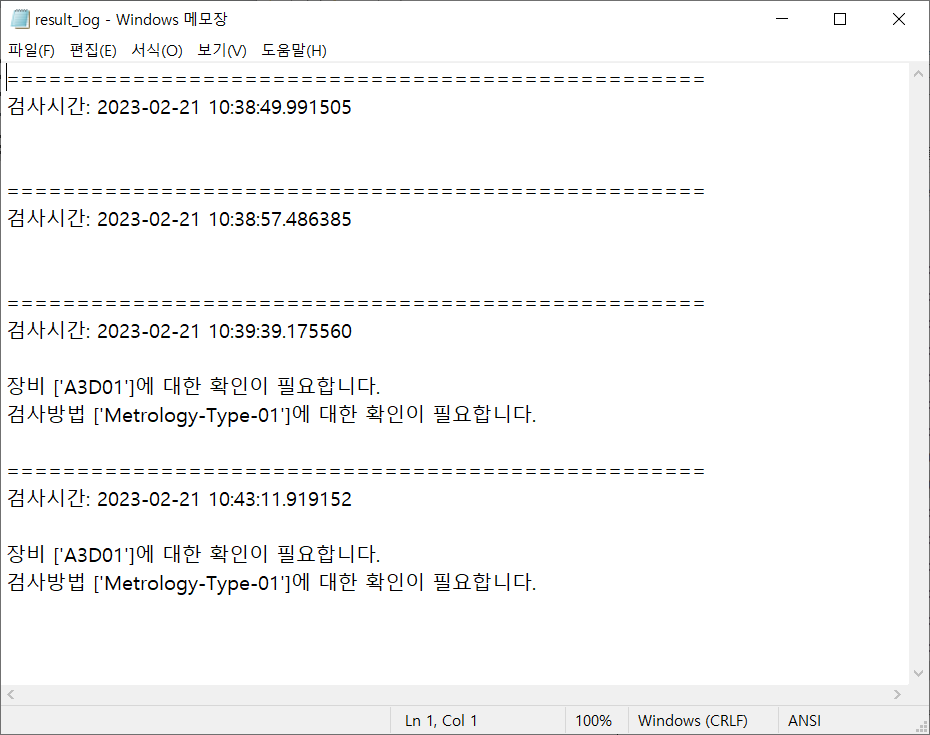 result_log - Windows 메모장
파일(F) 편집(E) 서식(O) 보기(V) 도움말(H)
==================================================
검사시간: 2023-02-21 10:38:49.991505
==================================================
검사시간: 2023-02-21 10:38:57.486385
==================================================
검사시간: 2023-02-21 10:39:39.175560
장비 ['A3D01']에 대한 확인이 필요합니다.
검사방법 ['Metrology-Type-01']에 대한 확인이 필요합니다.
==================================================
검사시간: 2023-02-21 10:43:11.919152
장비 ['A3D01']에 대한 확인이 필요합니다.
검사방법 ['Metrology-Type-01']에 대한 확인이 필요합니다.
Ln 1, Col 1 100% Windows (CRLF) ANSI